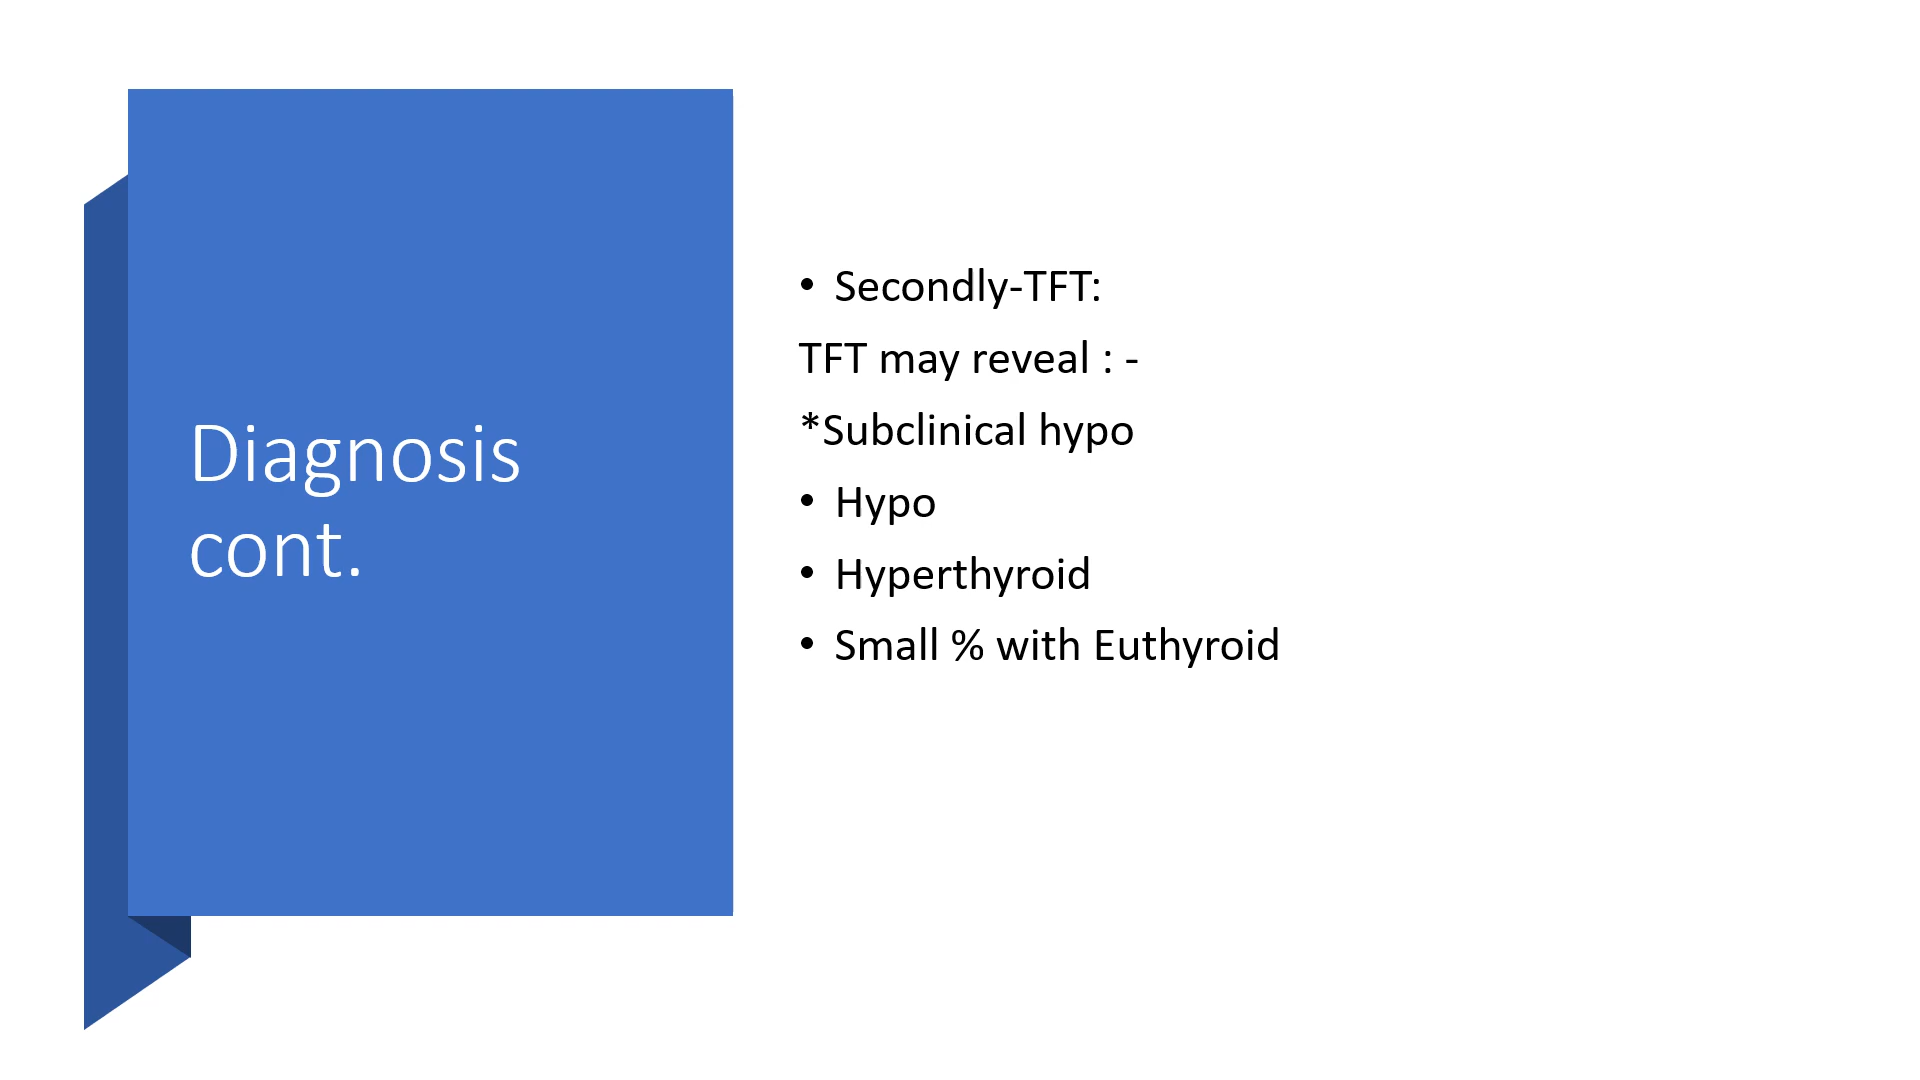 Diagnosis
cont.
• Secondly-TFT:
TFT may reveal : -
*Subclinical hypo
• Hypo
• Hyperthyroid
• Small % with Euthyroid